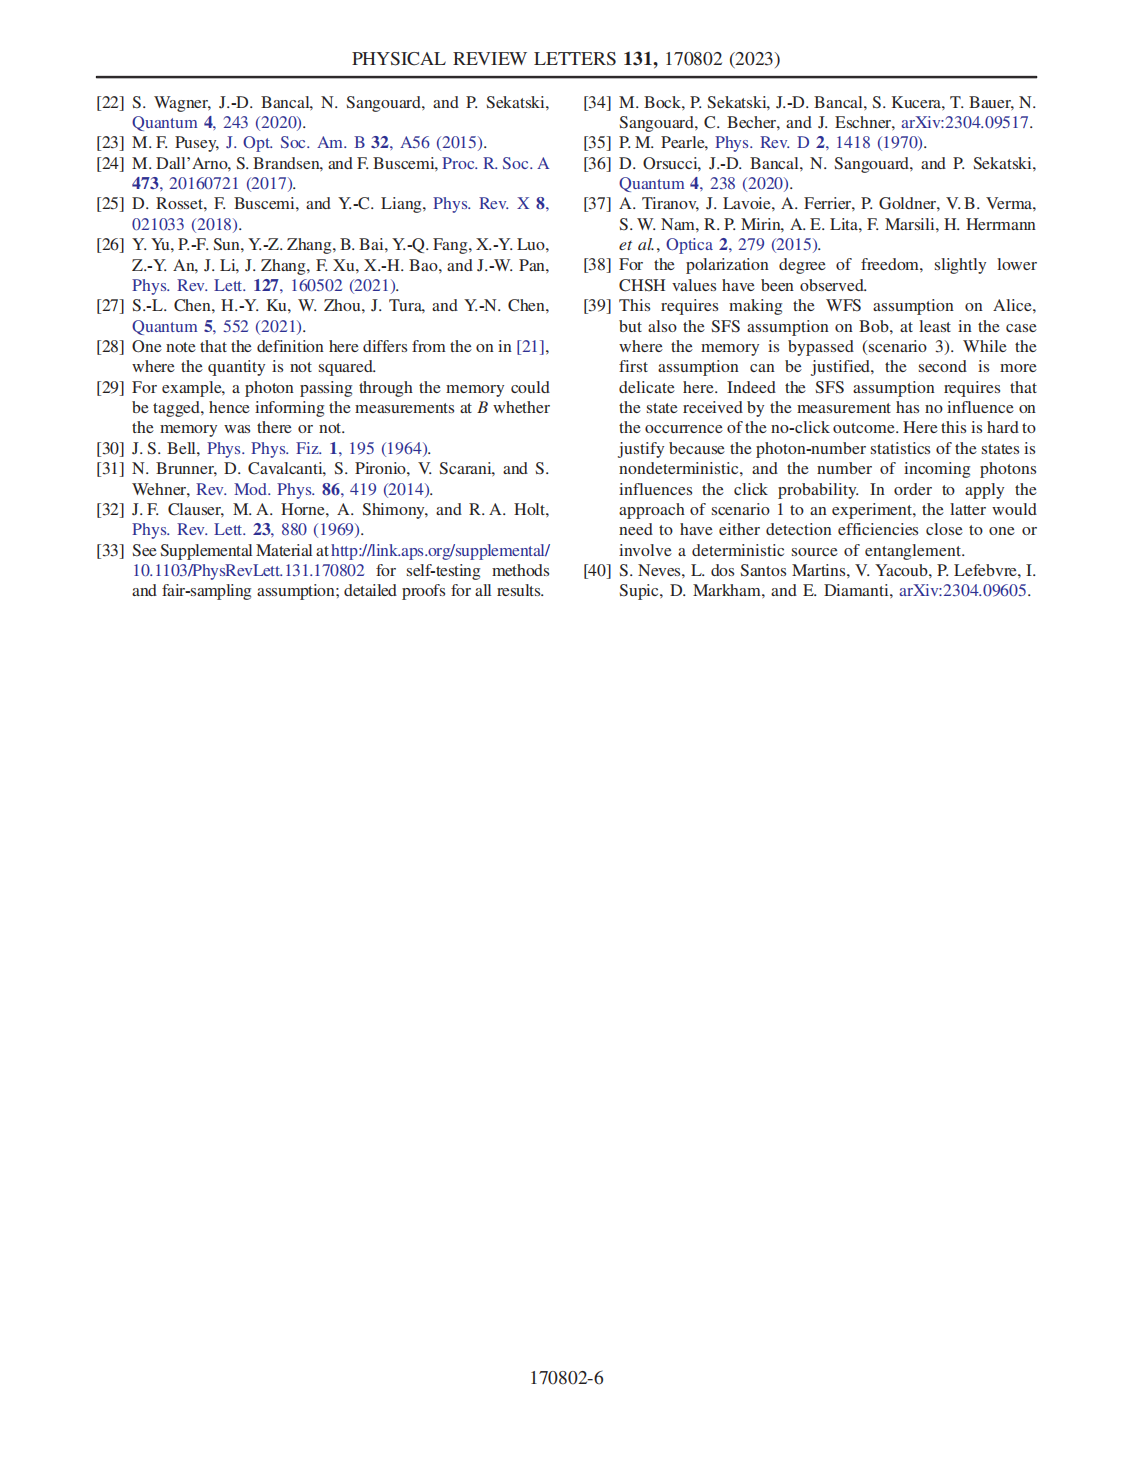 PHYSICAL REVIEW LETTERS 131, 170802 (2023)
[22] S. Wagner, J.-D. Bancal, N. Sangouard, and P. Sekatski,
Quantum 4, 243 (2020).
[23] M. F. Pusey, J. Opt. Soc. Am. B 32, A56 (2015).
[24] M. Dall'Arno, S. Brandsen, and F. Buscemi, Proc. R. Soc. A
473, 20160721 (2017).
[25] D. Rosset, F. Buscemi, and Y.-C. Liang, Phys. Rev. X 8,
021033 (2018).
[26] Y. Yu, P.-F. Sun, Y.-Z. Zhang, B. Bai, Y.-Q. Fang, X.-Y. Luo,
Z.-Y. An, J. Li, J. Zhang, F. Xu, X.-H. Bao, and J.-W. Pan,
Phys. Rev. Lett. 127, 160502 (2021).
[27] S.-L. Chen, H.-Y. Ku, W. Zhou, J. Tura, and Y.-N. Chen,
Quantum 5, 552 (2021).
[28] One note that the definition here differs from the on in [21],
where the quantity is not squared.
[29] For example, a photon passing through the memory could
be tagged, hence informing the measurements at B whether
the memory was there or not.
[30] J. S. Bell, Phys. Phys. Fiz. 1, 195 (1964).
[31] N. Brunner, D. Cavalcanti, S. Pironio, V. Scarani, and S.
Wehner, Rev. Mod. Phys. 86, 419 (2014).
[32] J. F. Clauser, M. A. Horne, A. Shimony, and R. A. Holt,
Phys. Rev. Lett. 23, 880 (1969).
[33] See Supplemental Material at http://link.aps.org/supplemental/
10.1103/PhysRevLett.131.170802 for self-testing methods
and fair-sampling assumption; detailed proofs for all results.
[34] M. Bock, P. Sekatski, J.-D. Bancal, S. Kucera, T. Bauer, N.
Sangouard, C. Becher, and J. Eschner, arXiv:2304.09517.
[35] P. M. Pearle, Phys. Rev. D 2, 1418 (1970).
[36] D. Orsucci, J.-D. Bancal, N. Sangouard, and P. Sekatski,
Quantum 4, 238 (2020).
[37] A. Tiranov, J. Lavoie, A. Ferrier, P. Goldner, V. B. Verma,
S. W. Nam, R. P. Mirin, A. E. Lita, F. Marsili, H. Herrmann
et al., Optica 2, 279 (2015).
[38] For the polarization degree of freedom, slightly lower
CHSH values have been observed.
[39] This requires making the WFS assumption on Alice,
but also the SFS assumption on Bob, at least in the case
where the memory is bypassed (scenario 3). While the
first assumption can be justified, the second is more
delicate here. Indeed the SFS assumption requires that
the state received by the measurement has no influence on
the occurrence of the no-click outcome. Here this is hard to
justify because the photon-number statistics of the states is
nondeterministic, and the number of incoming photons
influences the click probability. In order to apply the
approach of scenario 1 to an experiment, the latter would
need to have either detection efficiencies close to one or
involve a deterministic source of entanglement.
[40] S. Neves, L. dos Santos Martins, V. Yacoub, P. Lefebvre, I.
Supic, D. Markham, and E. Diamanti, arXiv:2304.09605.
170802-6